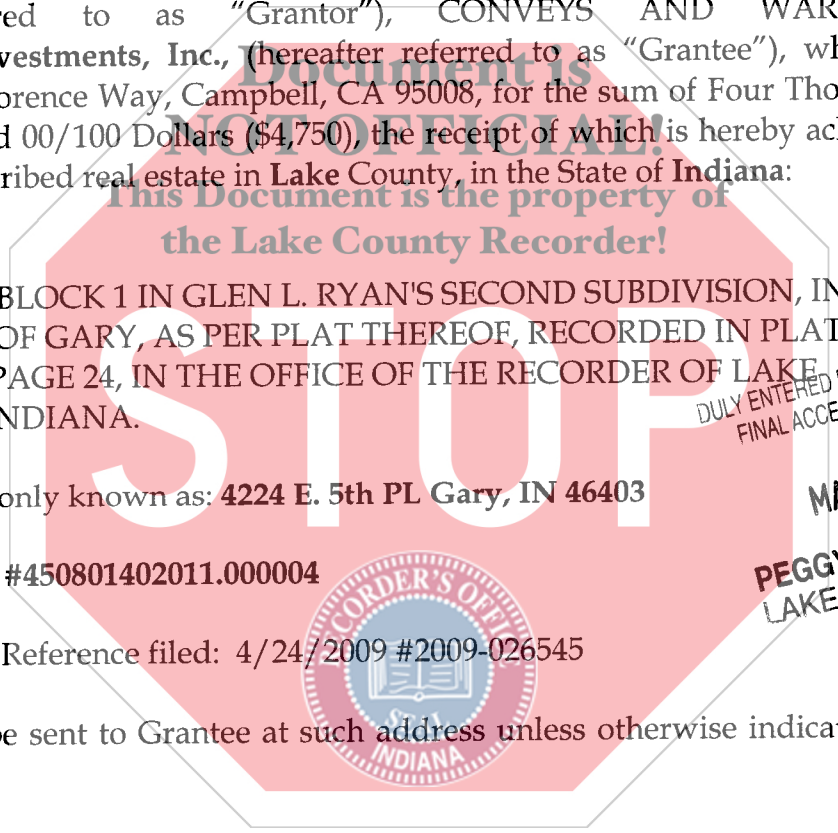 red to as “Grantor”), CONVEYS AND WAR
vestments, Inc., (hereafter referred to as “Grantee”), wh
Document is
orence Way, Campbell, CA 95008, for the sum of Four Tho
d 00/100 Dollars ($4,750), the receipt of which is hereby ac
NOT OFFICIAL!
ribed real estate in Lake County, in the State of Indiana:
This Document is the property of
the Lake County Recorder!
BLOCK 1 IN GLEN L. RYAN'S SECOND SUBDIVISION, IN
OF GARY, AS PER PLAT THEREOF, RECORDED IN PLAT
PAGE 24, IN THE OFFICE OF THE RECORDER OF LAKE
NDIANA.
DULY ENTERED
FINAL ACCE
STOP
only known as: 4224 E. 5th PL Gary, IN 46403
MA
#450801402011.000004
PEGGY
LAKE
RECORDER'S OFFICE
Reference filed: 4/24/2009 #2009-026545
SEAL
be sent to Grantee at such address unless otherwise indica
INDIANA